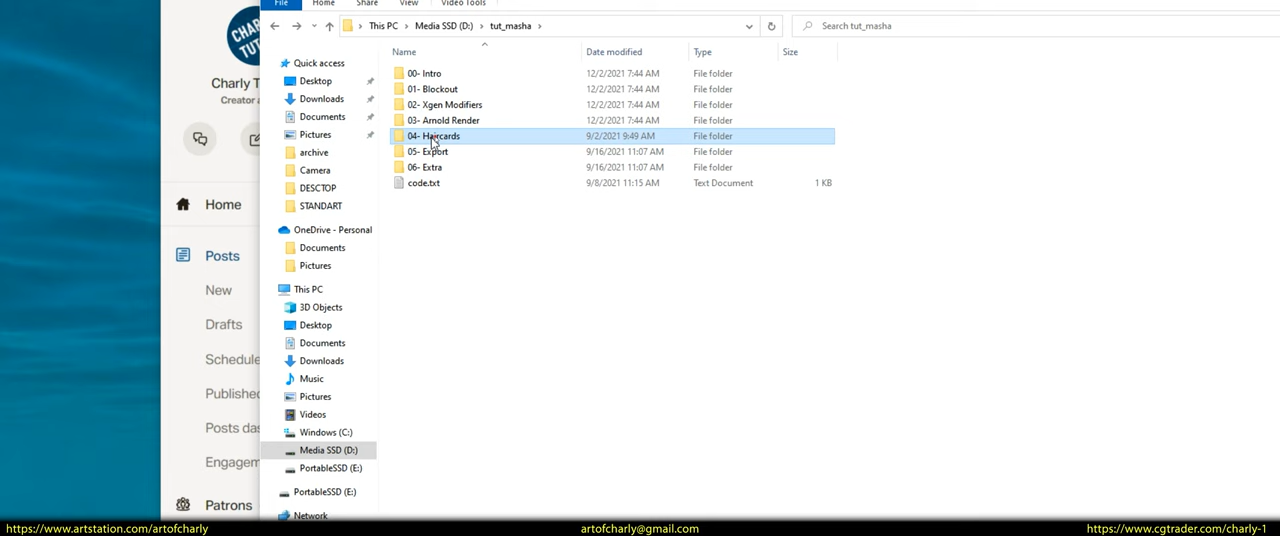 File Home Share View Video Tools
This PC Media SSD (D:) tut_masha Search tut_masha
Name Date modified Type Size
00- Intro 12/2/2021 7:44 AM File folder
01- Blockout 12/2/2021 7:44 AM File folder
02- Xgen Modifiers 12/2/2021 7:44 AM File folder
03- Arnold Render 12/2/2021 7:44 AM File folder
04- Haircards 9/2/2021 9:49 AM File folder
05- Export 9/16/2021 11:07 AM File folder
06- Extra 9/16/2021 11:07 AM File folder
code.txt 9/8/2021 11:15 AM Text Document 1 KB
Quick access
Desktop
Downloads
Documents
Pictures
archive
Camera
DESCTOP
STANDART
OneDrive - Personal
Documents
Pictures
This PC
3D Objects
Desktop
Documents
Downloads
Music
Pictures
Videos
Windows (C:)
Media SSD (D:)
PortableSSD (E:)
PortableSSD (E:)
Network
CHARLY
TUT
Charly T
Creator a
Home
Posts
New
Drafts
Schedule
Published
Posts das
Engagem
Patrons
https://www.artstation.com/artofcharly artofcharly@gmail.com https://www.cgtrader.com/charly-1